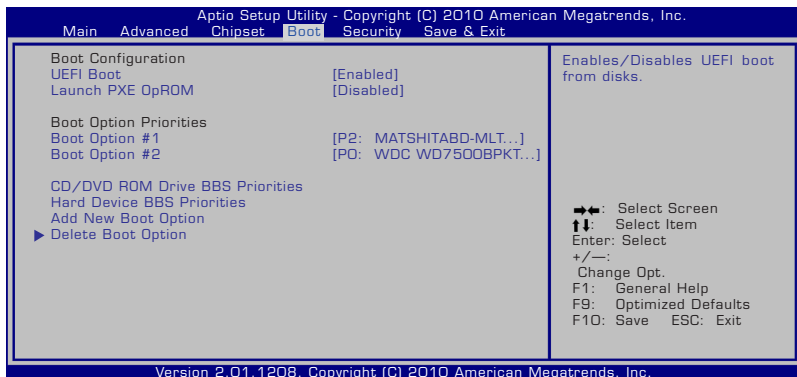 Aptio Setup Utility - Copyright (C) 2010 American Megatrends, Inc.
Main Advanced Chipset Boot Security Save & Exit
Boot Configuration
UEFI Boot [Enabled]
Launch PXE OpROM [Disabled]
Boot Option Priorities
Boot Option #1 [P2: MATSHITABD-MLT...]
Boot Option #2 [P0: WDC WD7500BPKT...]
CD/DVD ROM Drive BBS Priorities
Hard Device BBS Priorities
Add New Boot Option
Delete Boot Option
Enables/Disables UEFI boot
from disks.
→←: Select Screen
↑↓: Select Item
Enter: Select
+/—:
Change Opt.
F1: General Help
F9: Optimized Defaults
F10: Save ESC: Exit
Version 2.01.1208. Copyright (C) 2010 American Megatrends, Inc.